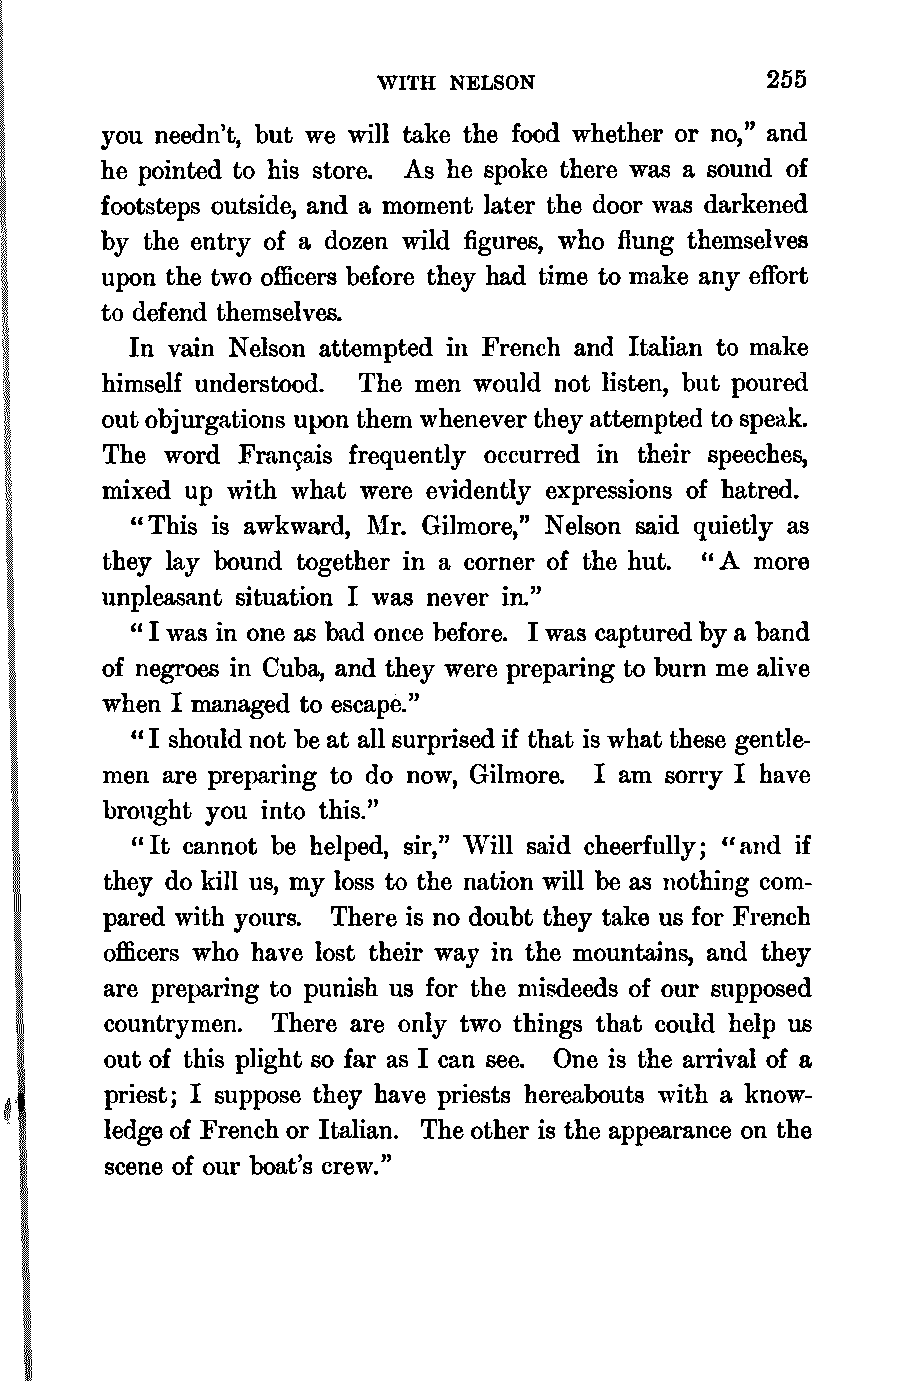 WITH NELSON 255
you needn't, but we will take the food whether or no," and
he pointed to his store. As he spoke there was a sound of
footsteps outside, and a moment later the door was darkened
by the entry of a dozen wild figures, who flung themselves
upon the two officers before they had time to make any effort
to defend themselves.
In vain Nelson attempted in French and Italian to make
himself understood. The men would not listen, but poured
out objurgations upon them whenever they attempted to speak.
The word Français frequently occurred in their speeches,
mixed up with what were evidently expressions of hatred.
"This is awkward, Mr. Gilmore," Nelson said quietly as
they lay bound together in a corner of the hut. "A more
unpleasant situation I was never in."
"I was in one as bad once before. I was captured by a band
of negroes in Cuba, and they were preparing to burn me alive
when I managed to escape."
"I should not be at all surprised if that is what these gentle-
men are preparing to do now, Gilmore. I am sorry I have
brought you into this."
"It cannot be helped, sir," Will said cheerfully; "and if
they do kill us, my loss to the nation will be as nothing com-
pared with yours. There is no doubt they take us for French
officers who have lost their way in the mountains, and they
are preparing to punish us for the misdeeds of our supposed
countrymen. There are only two things that could help us
out of this plight so far as I can see. One is the arrival of a
priest; I suppose they have priests hereabouts with a know-
ledge of French or Italian. The other is the appearance on the
scene of our boat's crew."